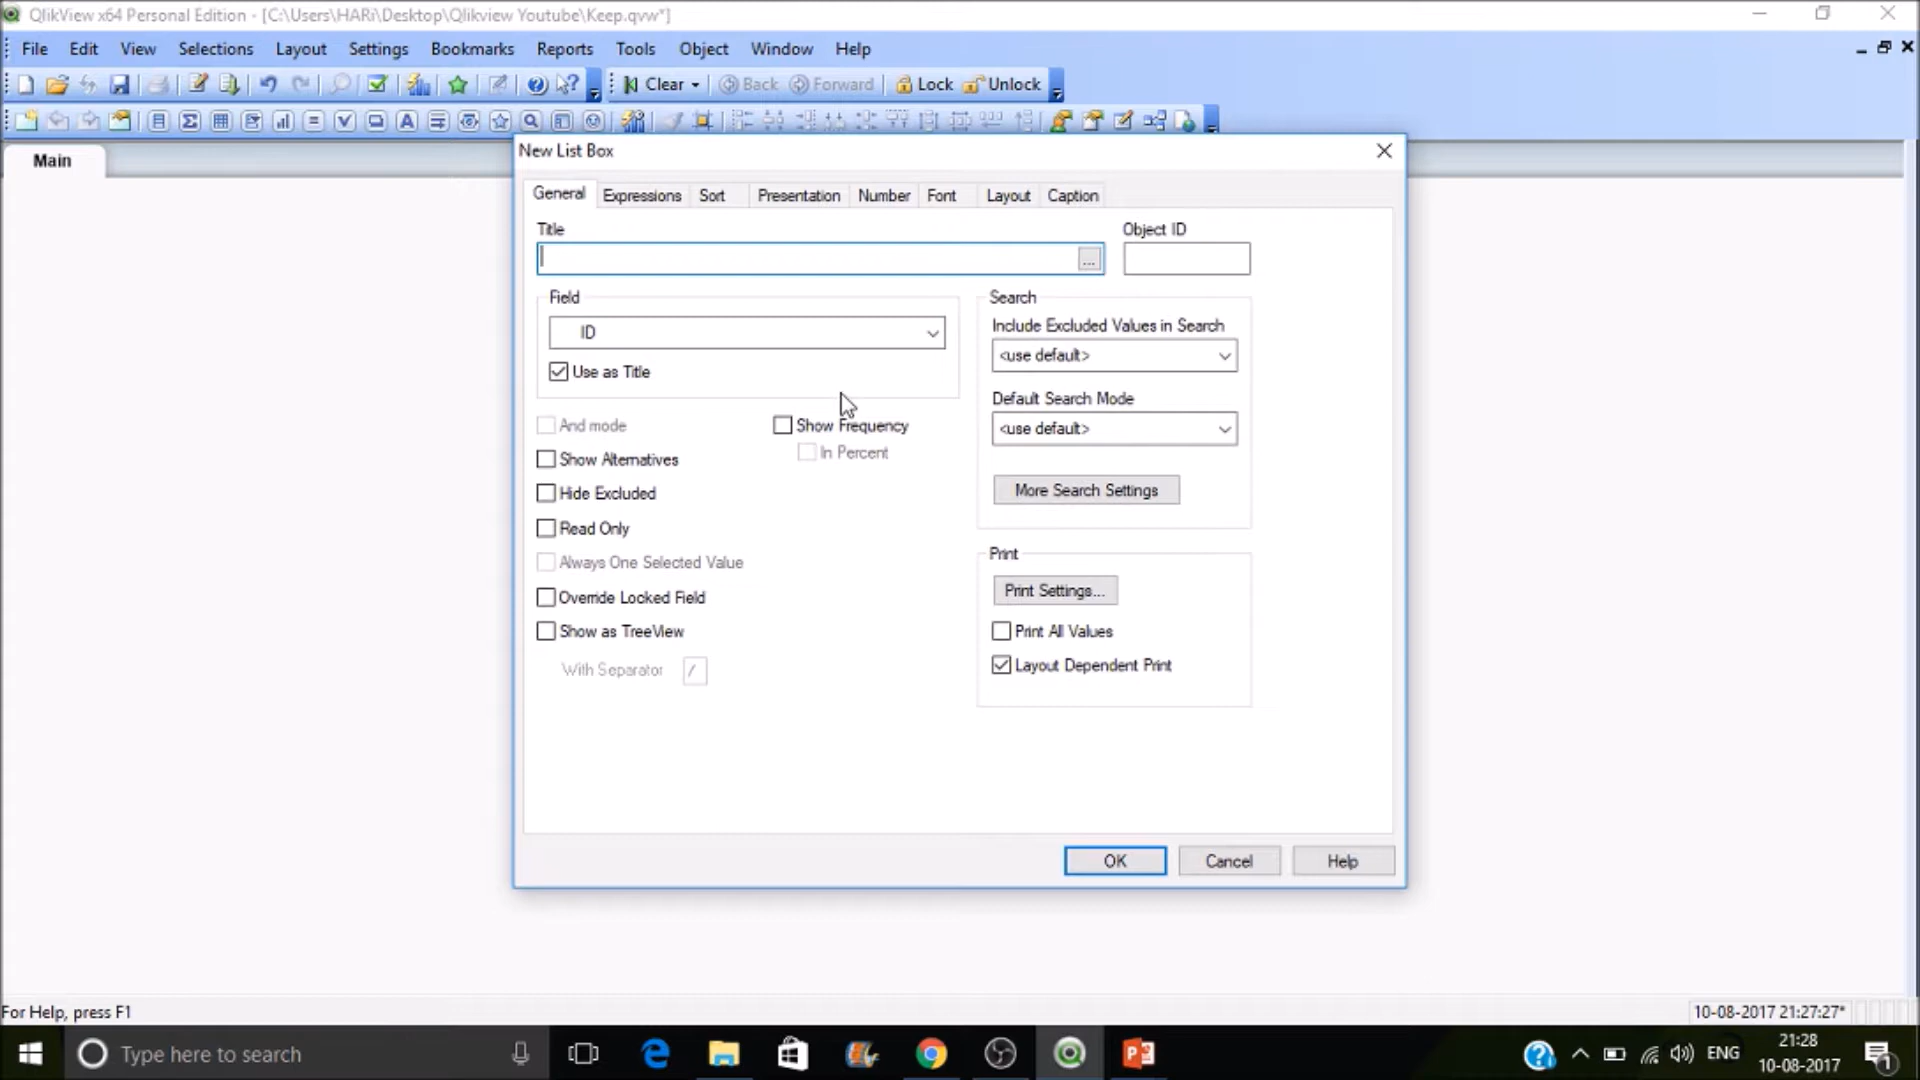 QlikView x64 Personal Edition - [C:\Users\HARi\Desktop\Qlikview Youtube\Keep.qvw*]
File Edit View Selections Layout Settings Bookmarks Reports Tools Object Window Help
Clear Back Forward Lock Unlock
Main
New List Box
General Expressions Sort Presentation Number Font Layout Caption
Title Object ID
...
Field Search
ID
Include Excluded Values in Search
<use default>
Use as Title
Default Search Mode
<use default>
And mode Show Frequency
In Percent
Show Alternatives
Hide Excluded
More Search Settings
Read Only
Always One Selected Value
Print
Print Settings...
Override Locked Field
Show as TreeView
Print All Values
With Separator /
Layout Dependent Print
OK Cancel Help
For Help, press F1
10-08-2017 21:27:27*
Type here to search
ENG
21:28
10-08-2017
1